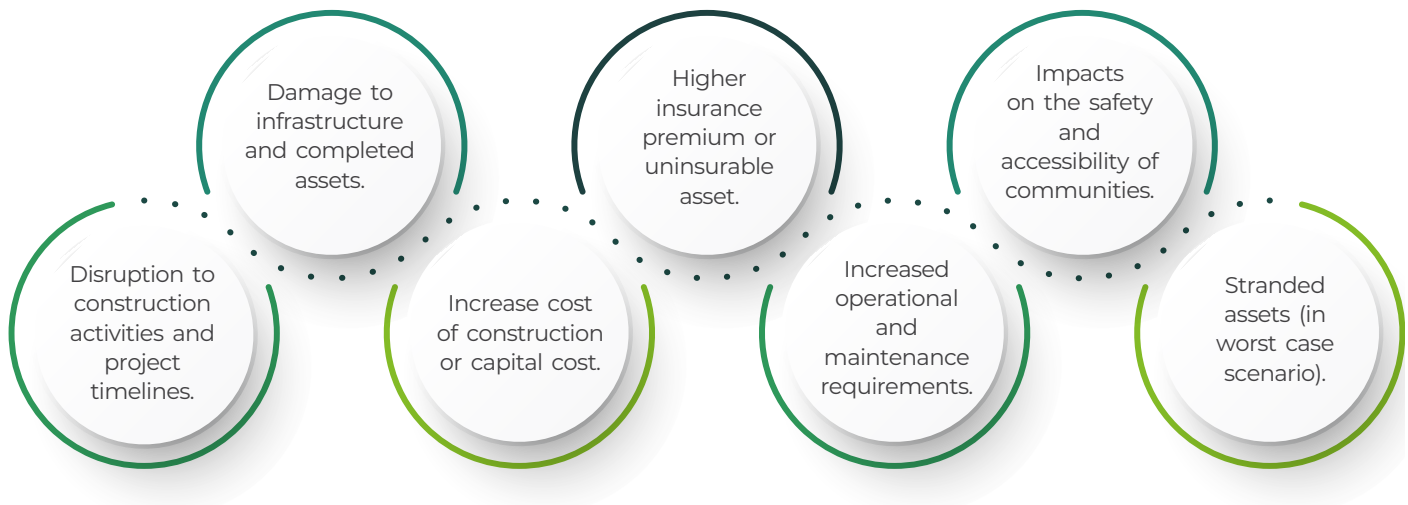 Disruption to
construction
activities and
project
timelines.
Damage to
infrastructure
and completed
assets.
Increase cost
of construction
or capital cost.
Higher
insurance
premium or
uninsurable
asset.
Increased
operational
and
maintenance
requirements.
Impacts
on the safety
and
accessibility of
communities.
Stranded
assets (in
worst case
scenario).